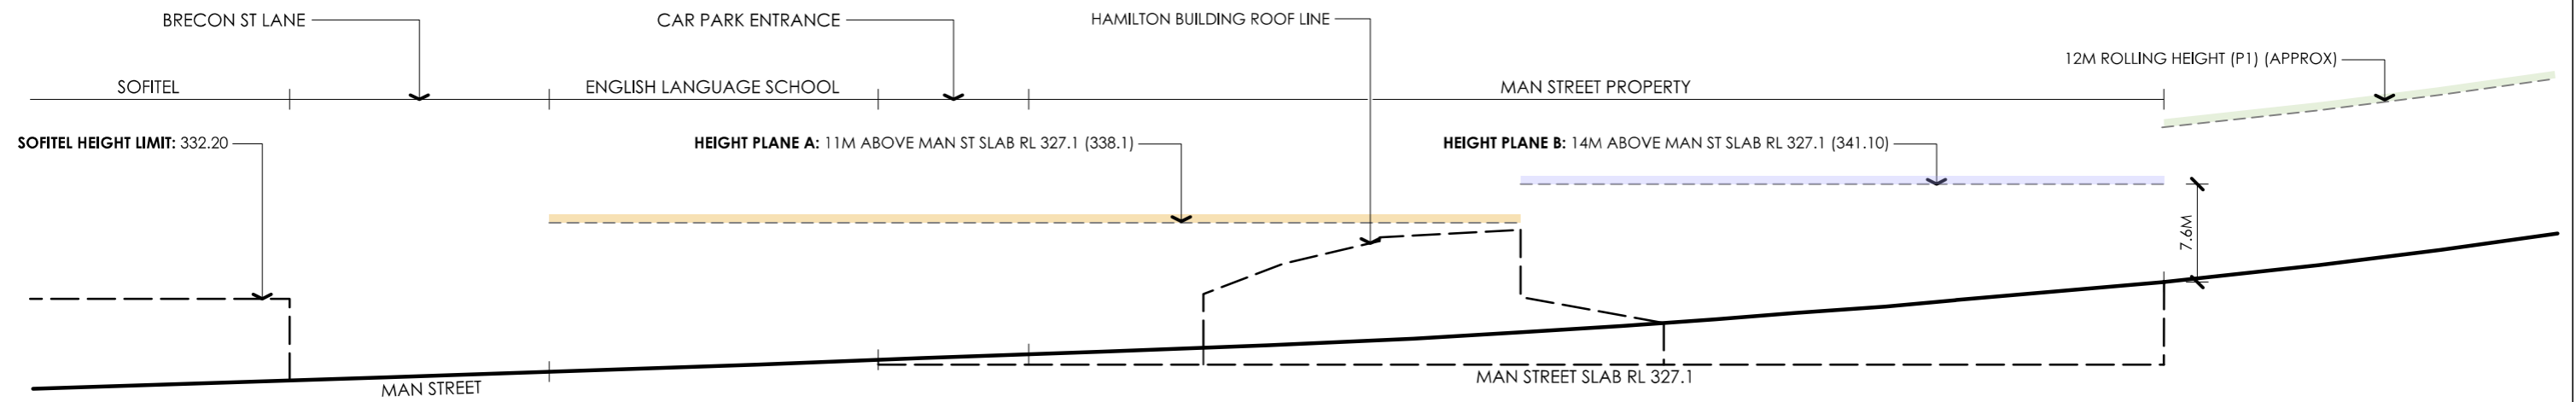 BRECON ST LANE
CAR PARK ENTRANCE
HAMILTON BUILDING ROOF LINE
12M ROLLING HEIGHT (P1) (APPROX)
SOFITEL
ENGLISH LANGUAGE SCHOOL
MAN STREET PROPERTY
SOFITEL HEIGHT LIMIT: 332.20
HEIGHT PLANE A: 11M ABOVE MAN ST SLAB RL 327.1 (338.1)
HEIGHT PLANE B: 14M ABOVE MAN ST SLAB RL 327.1 (341.10)
7.6M
MAN STREET
MAN STREET SLAB RL 327.1